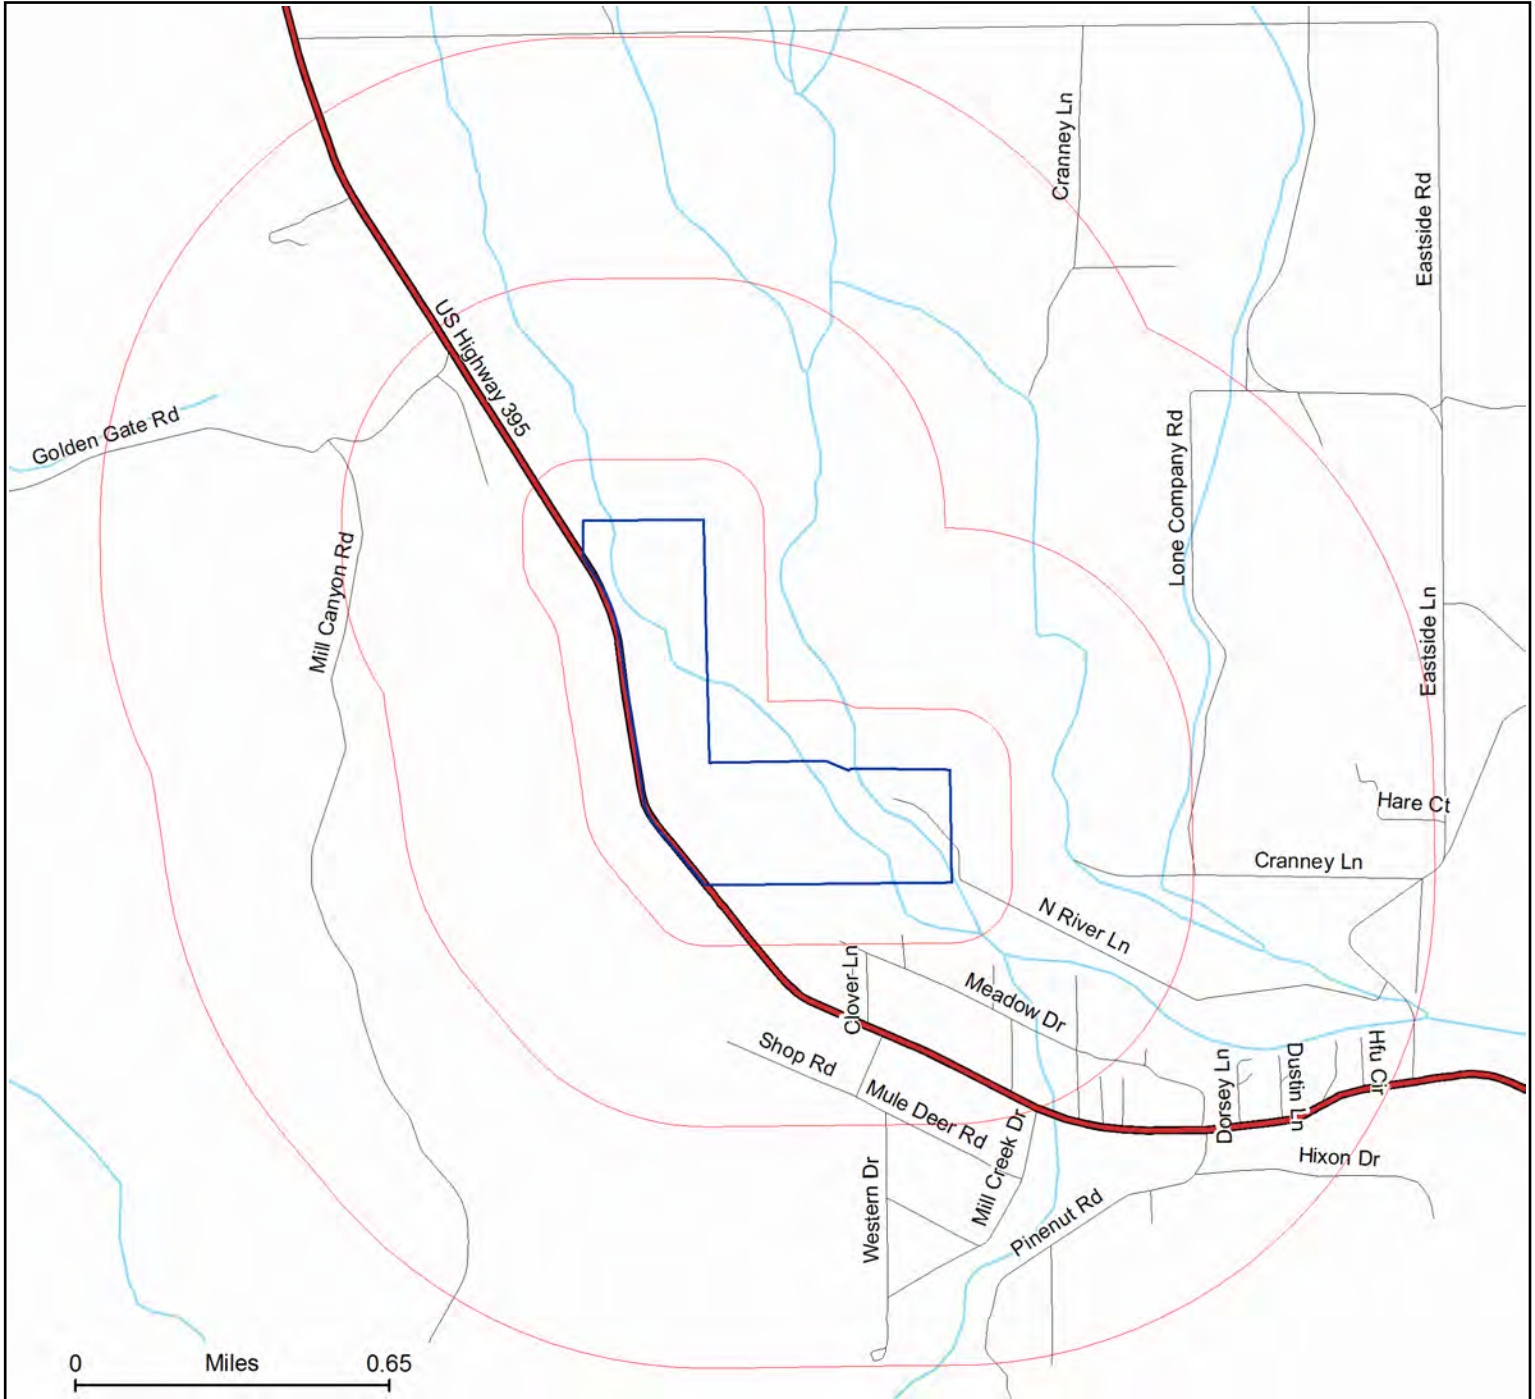 Cranney Ln
Eastside Rd
US Highway 395
Golden Gate Rd
Lone Company Rd
Mill Canyon Rd
Eastside Ln
Hare Ct
Cranney Ln
N River Ln
Clover Ln
Meadow Dr
Shop Rd
Mule Deer Rd
Mill Creek Dr
Dorsey Ln
Dustin Ln
Hfu Cir
Hixon Dr
Western Dr
Pinenut Rd
0 Miles 0.65